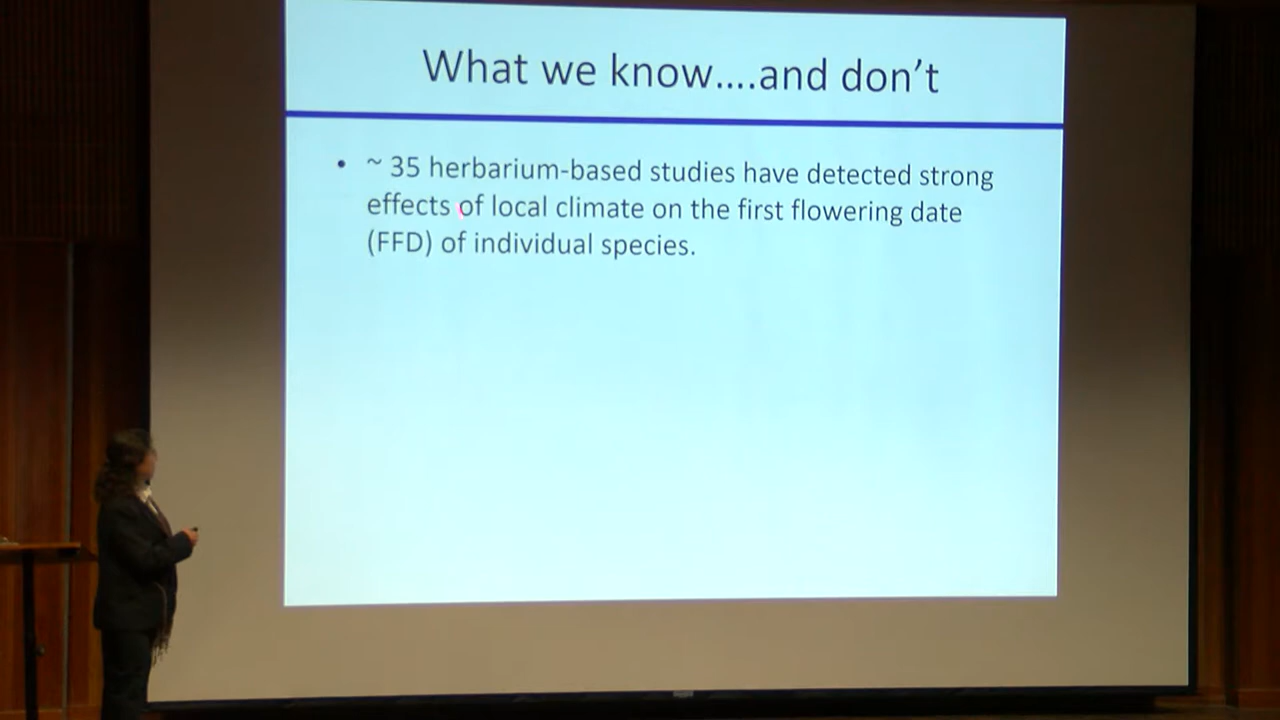 What we know....and don't
• ~ 35 herbarium-based studies have detected strong
effects of local climate on the first flowering date
(FFD) of individual species.